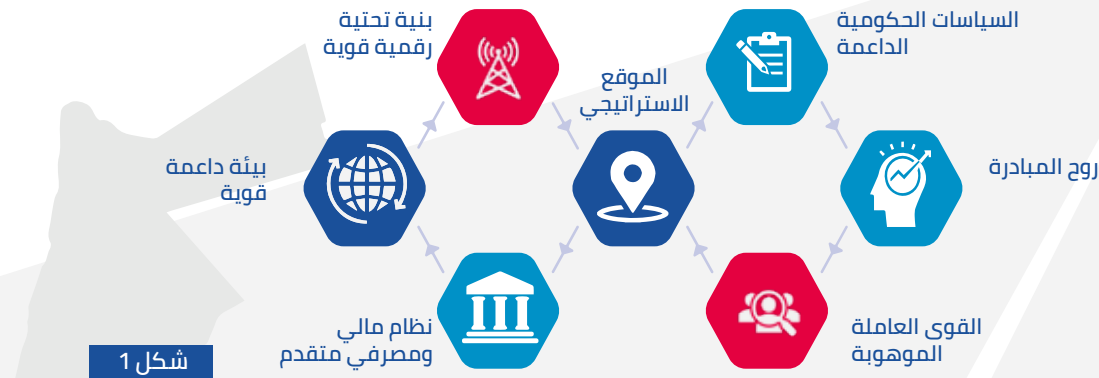 السياسات الحكومية
الداعمة
بنية تحتية
رقمية قوية
الموقع
الاستراتيجي
روح المبادرة
بيئة داعمة
قوية
القوى العاملة
الموهوبة
نظام مالي
ومصرفي متقدم
شكل 1